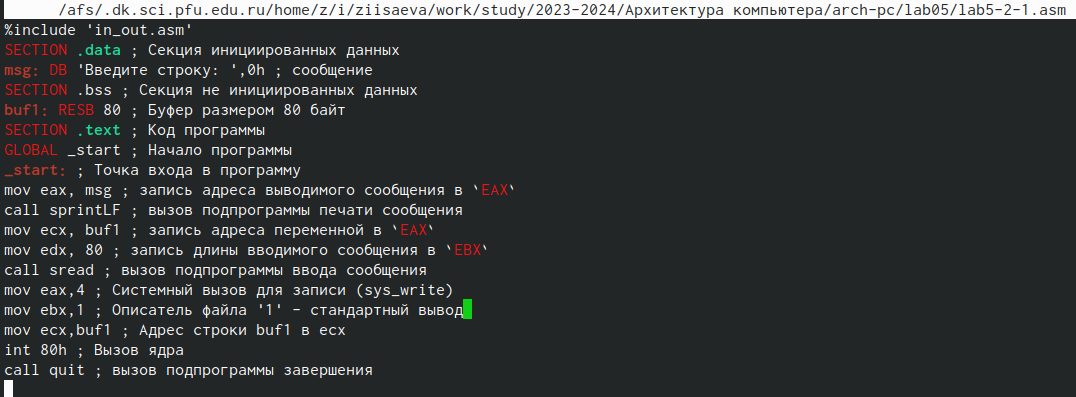 /afs/.dk.sci.pfu.edu.ru/home/z/i/ziisaeva/work/study/2023-2024/Архитектура компьютера/arch-pc/lab05/lab5-2-1.asm
%include 'in_out.asm'
SECTION .data ; Секция инициированных данных
msg: DB 'Введите строку: ',0h ; сообщение
SECTION .bss ; Секция не инициированных данных
buf1: RESB 80 ; Буфер размером 80 байт
SECTION .text ; Код программы
GLOBAL _start ; Начало программы
_start: ; Точка входа в программу
mov eax, msg ; запись адреса выводимого сообщения в `EAX`
call sprintLF ; вызов подпрограммы печати сообщения
mov ecx, buf1 ; запись адреса переменной в `EAX`
mov edx, 80 ; запись длины вводимого сообщения в `EBX`
call sread ; вызов подпрограммы ввода сообщения
mov eax,4 ; Системный вызов для записи (sys_write)
mov ebx,1 ; Описатель файла '1' - стандартный вывод
mov ecx,buf1 ; Адрес строки buf1 в ecx
int 80h ; Вызов ядра
call quit ; вызов подпрограммы завершения